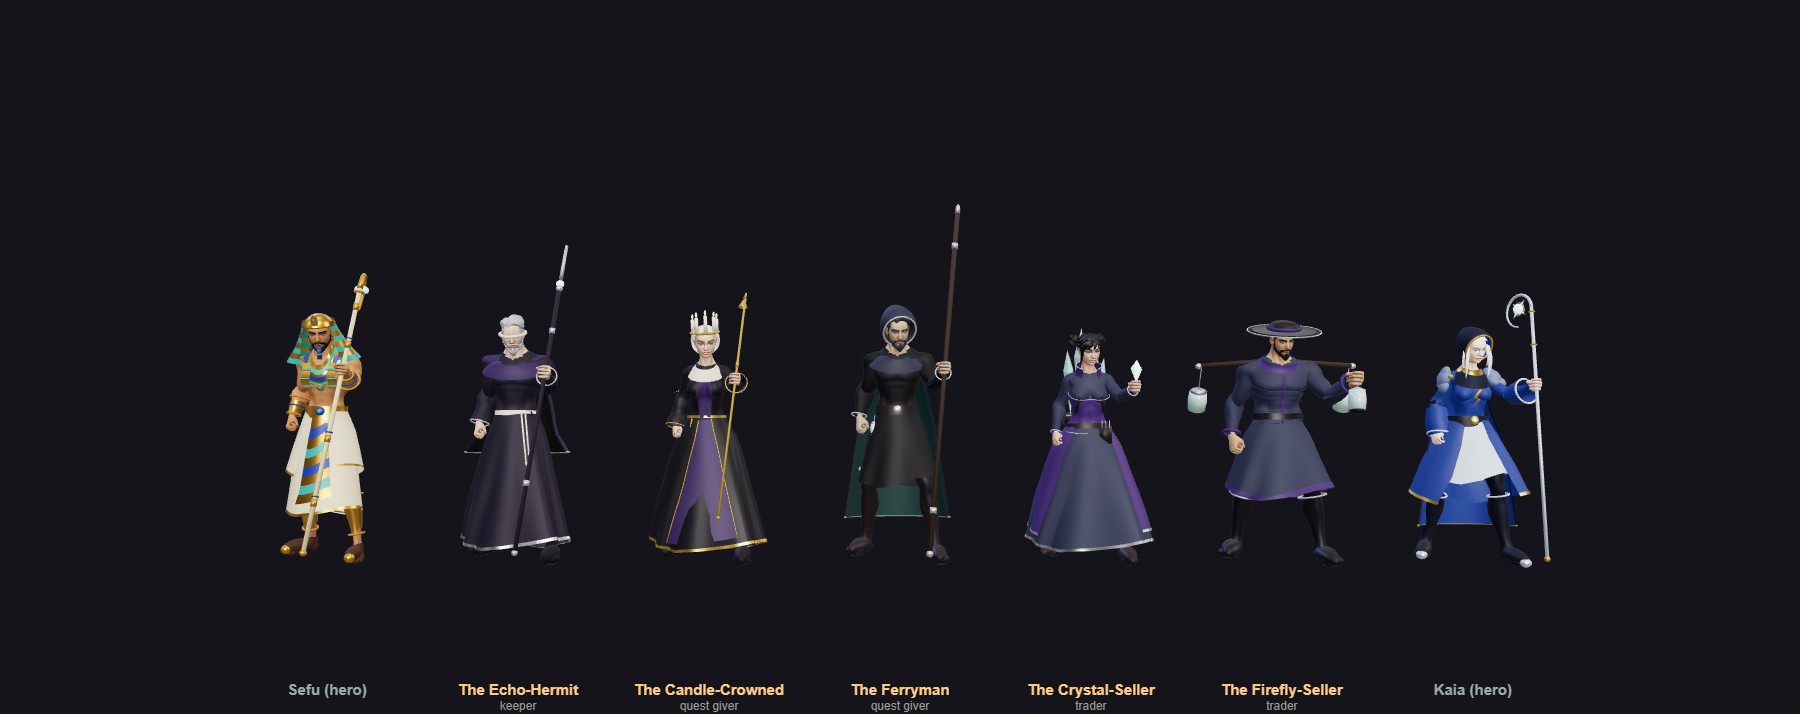 Sefu (hero)
The Echo-Hermit
keeper
The Candle-Crowned
quest giver
The Ferryman
quest giver
The Crystal-Seller
trader
The Firefly-Seller
trader
Kaia (hero)